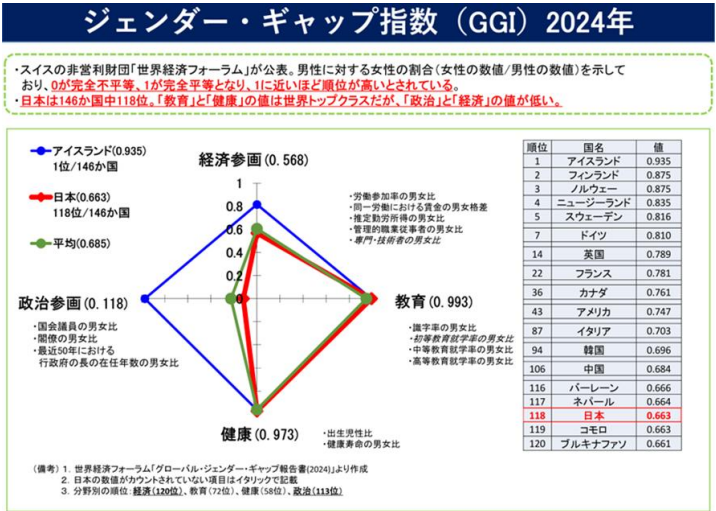 ジェンダー・ギャップ指数(GGI)2024年
・スイスの非営利財団「世界経済フォーラム」が公表。男性に対する女性の割合(女性の数値/男性の数値)を示して
おり、0が完全不平等、1が完全平等となり、1に近いほど順位が高いとされている。
・日本は146か国中118位。「教育」と「健康」の値は世界トップクラスだが、「政治」と「経済」の値が低い。
アイスランド(0.935)
1位/146か国
日本(0.663)
118位/146か国
平均(0.685)
経済参画(0.568)
・労働参加率の男女比
・同一労働における賃金の男女格差
・推定勤労所得の男女比
・管理的職業従事者の男女比
・専門・技術者の男女比
1
0.8
0.6
0.4
0.2
0
政治参画(0.118)
・国会議員の男女比
・閣僚の男女比
・最近50年における
行政府の長の在任年数の男女比
教育(0.993)
・識字率の男女比
・初等教育就学率の男女比
・中等教育就学率の男女比
・高等教育就学率の男女比
健康(0.973)
・出生児性比
・健康寿命の男女比
順位 国名 値
1 アイスランド 0.935
2 フィンランド 0.875
3 ノルウェー 0.875
4 ニュージーランド 0.835
5 スウェーデン 0.816
7 ドイツ 0.810
14 英国 0.789
22 フランス 0.781
36 カナダ 0.761
43 アメリカ 0.747
87 イタリア 0.703
94 韓国 0.696
106 中国 0.684
116 バーレーン 0.666
117 ネパール 0.664
118 日本 0.663
119 コモロ 0.663
120 ブルキナファソ 0.661
(備考) 1. 世界経済フォーラム「グローバル・ジェンダー・ギャップ報告書(2024)」より作成
2. 日本の数値がカウントされていない項目はイタリックで記載
3. 分野別の順位:経済(120位)、教育(72位)、健康(58位)、政治(113位)